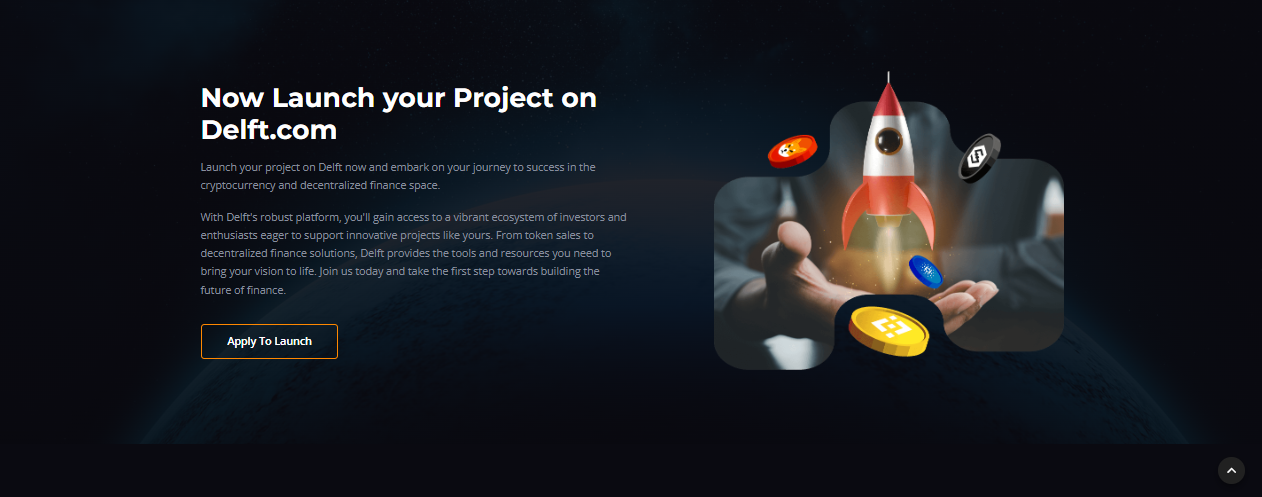 Now Launch your Project on
Delft.com
Launch your project on Delft now and embark on your journey to success in the
cryptocurrency and decentralized finance space.
With Delft's robust platform, you'll gain access to a vibrant ecosystem of investors and
enthusiasts eager to support innovative projects like yours. From token sales to
decentralized finance solutions, Delft provides the tools and resources you need to
bring your vision to life. Join us today and take the first step towards building the
future of finance.
Apply To Launch